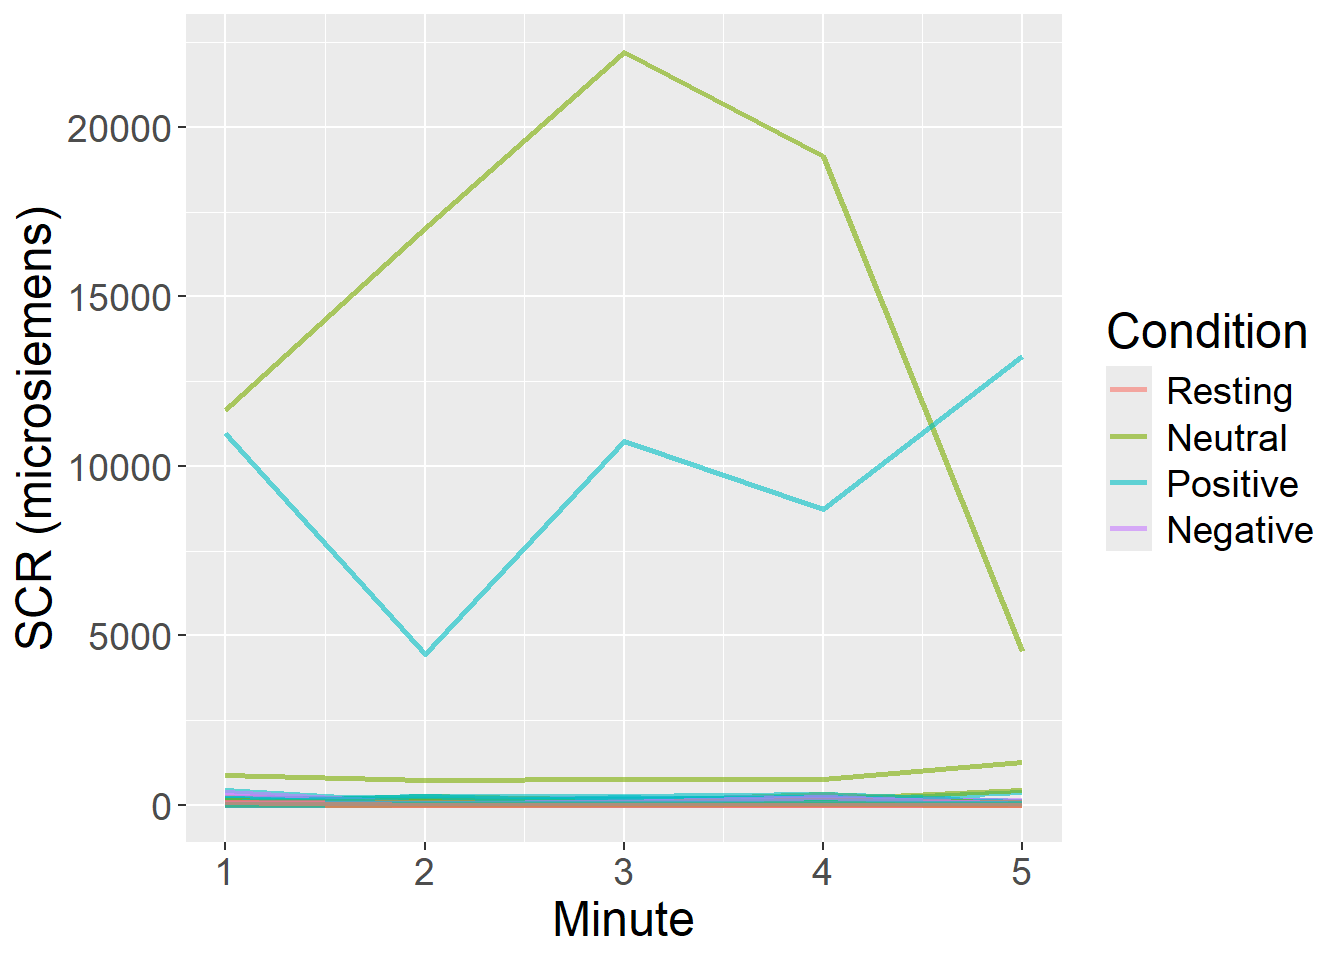 SCR (microsiemens)
20000
15000
10000
5000
0
1 2 3 4 5
Minute
Condition
Resting
Neutral
Positive
Negative